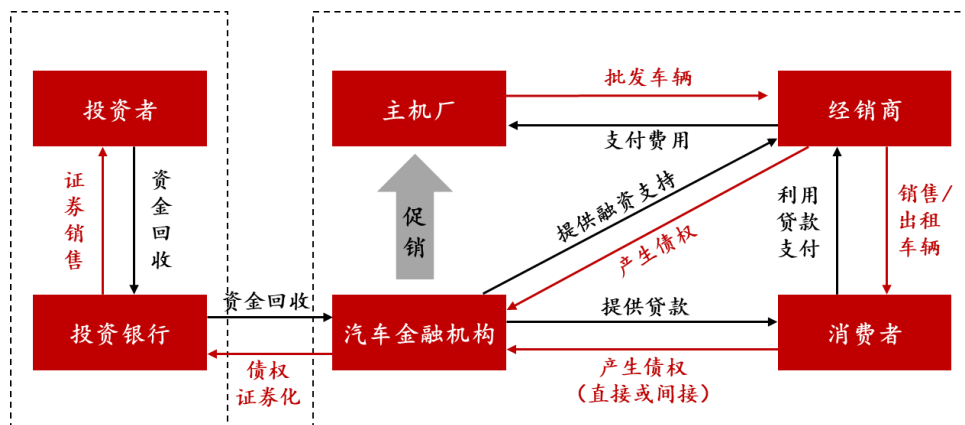 投资者
主机厂
批发车辆
经销商
支付费用
证
券
销
售
资
金
回
收
促
销
提供融资支持
产生债权
利用
贷款
支付
销售/
出租
车辆
投资银行
资金回收
债权
证券化
汽车金融机构
提供贷款
产生债权
(直接或间接)
消费者